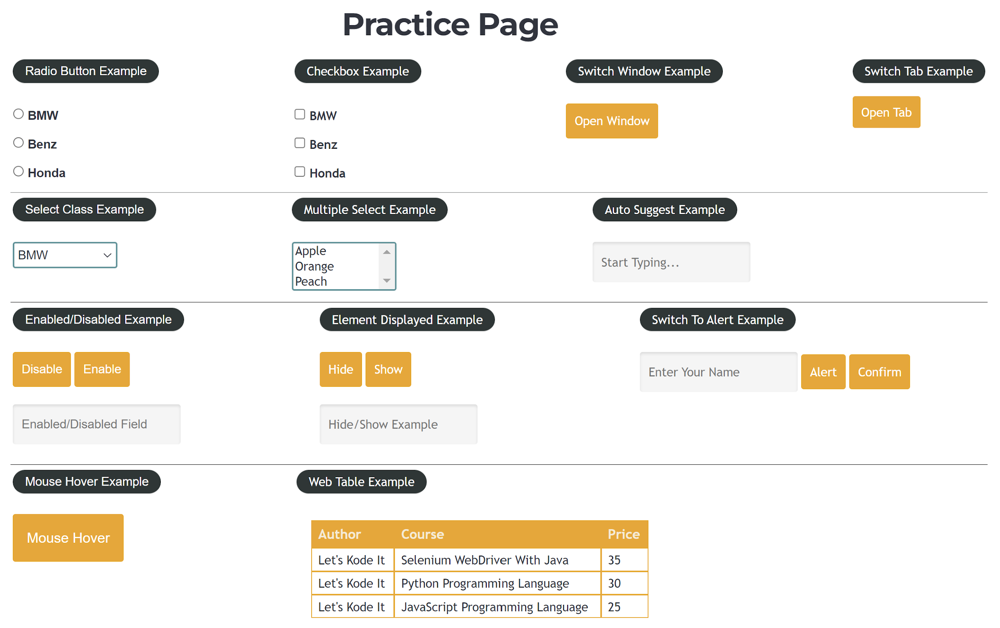 Practice Page
Radio Button Example
Checkbox Example
Switch Window Example
Switch Tab Example
BMW
Benz
Honda
BMW
Benz
Honda
Open Window
Open Tab
Select Class Example
Multiple Select Example
Auto Suggest Example
BMW
Apple
Orange
Peach
Start Typing...
Enabled/Disabled Example
Element Displayed Example
Switch To Alert Example
Disable Enable
Hide Show
Enter Your Name Alert Confirm
Enabled/Disabled Field
Hide/Show Example
Mouse Hover Example
Web Table Example
Mouse Hover
Author Course Price
Let's Kode It Selenium WebDriver With Java 35
Let's Kode It Python Programming Language 30
Let's Kode It JavaScript Programming Language 25